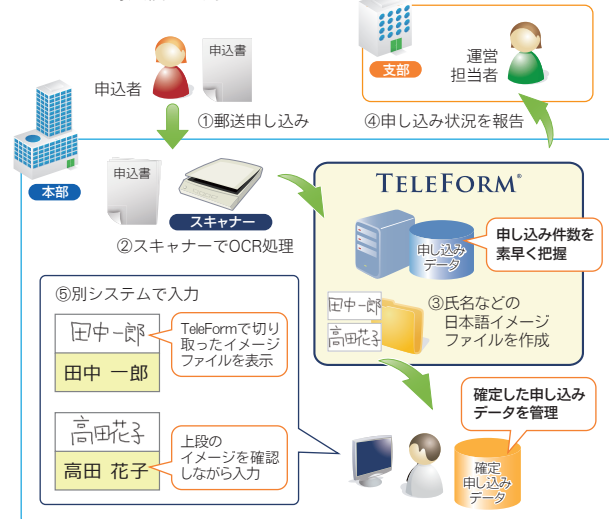 申込者
申込書
①郵送申し込み
支部
運営
担当者
④申し込み状況を報告
本部
申込書
スキャナー
②スキャナーでOCR処理
TELEFORM®
申し込み
データ
申し込み件数を
素早く把握
田中一郎
高田花子
③氏名などの
日本語イメージ
ファイルを作成
⑤別システムで入力
田中一郎
田中 一郎
TeleFormで切り
取ったイメージ
ファイルを表示
高田花子
高田 花子
上段の
イメージを確認
しながら入力
確定した申し込み
データを管理
確定
申し込み
データ